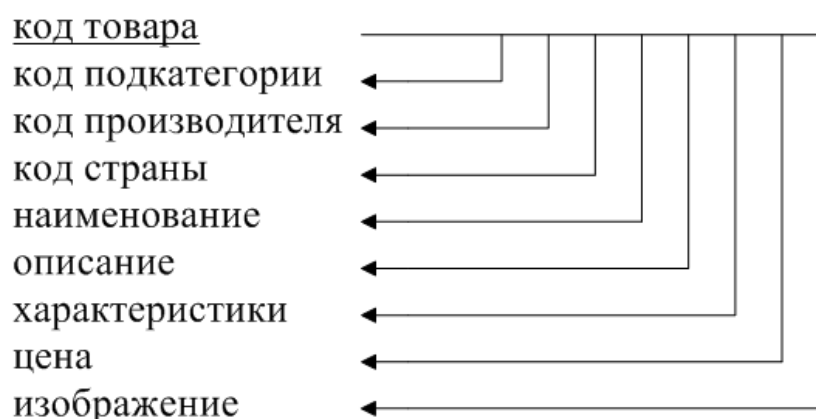 код товара
код подкатегории
код производителя
код страны
наименование
описание
характеристики
цена
изображение